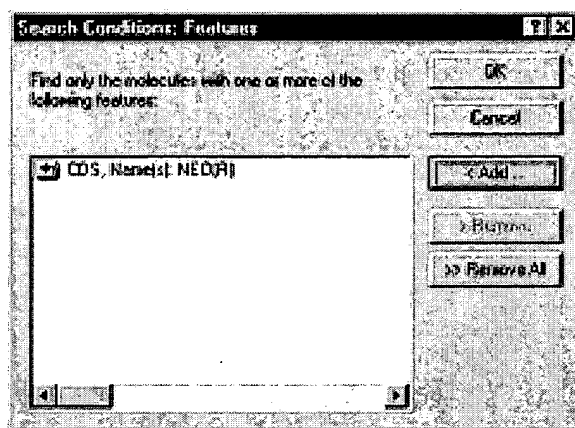 Search Conditions: Features
Find only the molecules with one or more of the
following features:
OK
Cancel
CDS, Name(s): NEO(R)
< Add ...
> Remove
>> Remove All